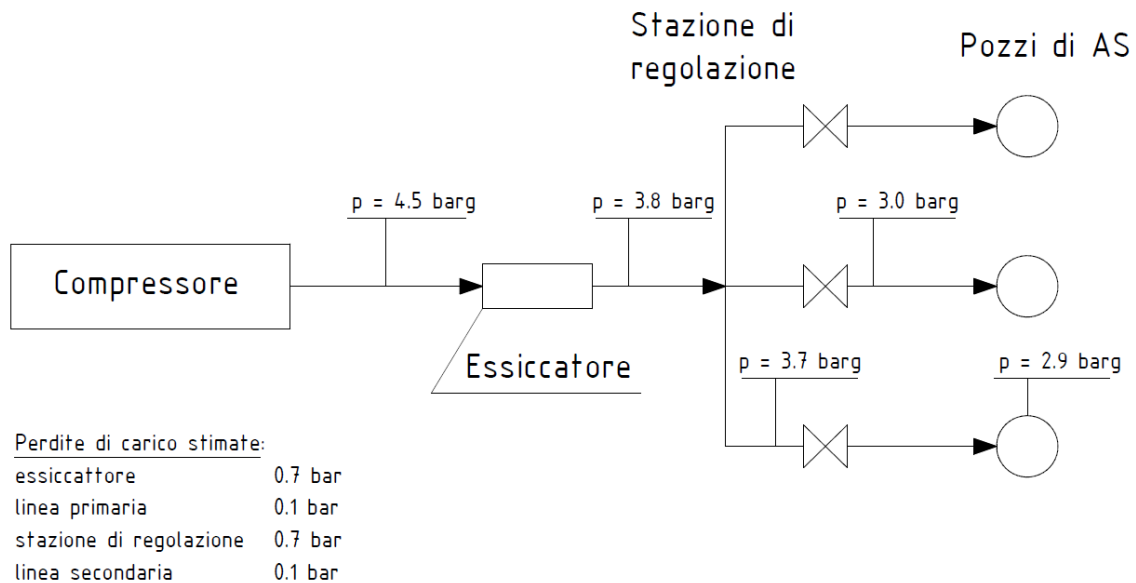 Stazione di
regolazione
Pozzi di AS
p = 4.5 barg
p = 3.8 barg
p = 3.0 barg
Compressore
Essiccatore
p = 3.7 barg
p = 2.9 barg
Perdite di carico stimate:
essiccattore 0.7 bar
linea primaria 0.1 bar
stazione di regolazione 0.7 bar
linea secondaria 0.1 bar